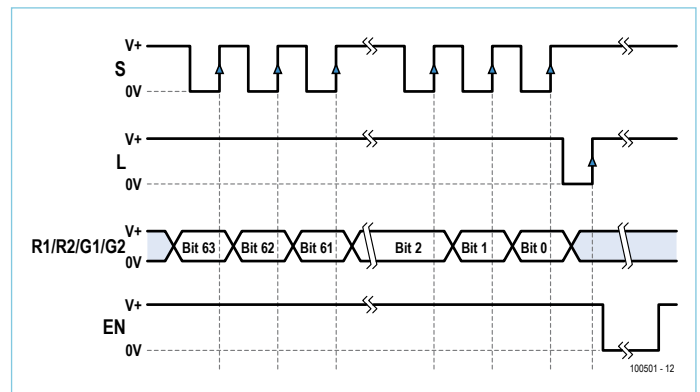 V+
S
0V
V+
L
0V
V+
R1/R2/G1/G2 Bit 63 Bit 62 Bit 61 Bit 2 Bit 1 Bit 0
0V
V+
EN
0V
100501 - 12